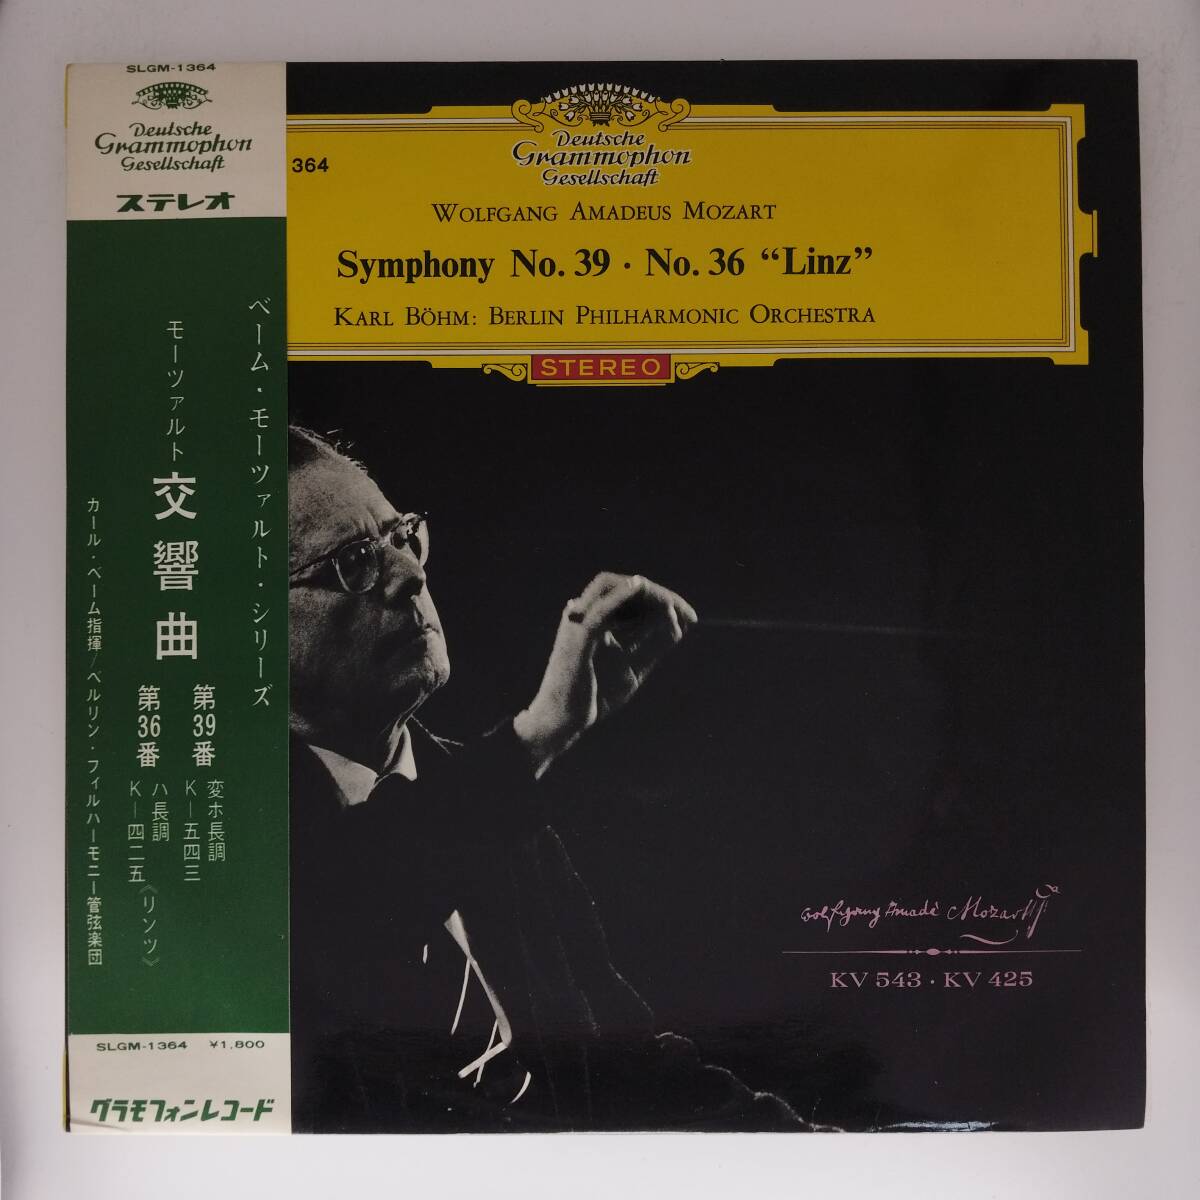 SLGM-1364
Deutsche
Grammophon
Gesellschaft
ステレオ
ベーム・モーツァルト・シリーズ
モーツァルト
交響曲
第39番 変ホ長調 K―五四三
第36番 ハ長調 K―四二五《リンツ》
カール・ベーム指揮/ベルリン・フィルハーモニー管弦楽団
SLGM-1364 ¥1,800
グラモフォンレコード
364
Deutsche
Grammophon
Gesellschaft
WOLFGANG AMADEUS MOZART
Symphony No. 39 · No. 36 “Linz”
KARL BÖHM: BERLIN PHILHARMONIC ORCHESTRA
STEREO
Wolfgang Amadè Mozart
KV 543 · KV 425